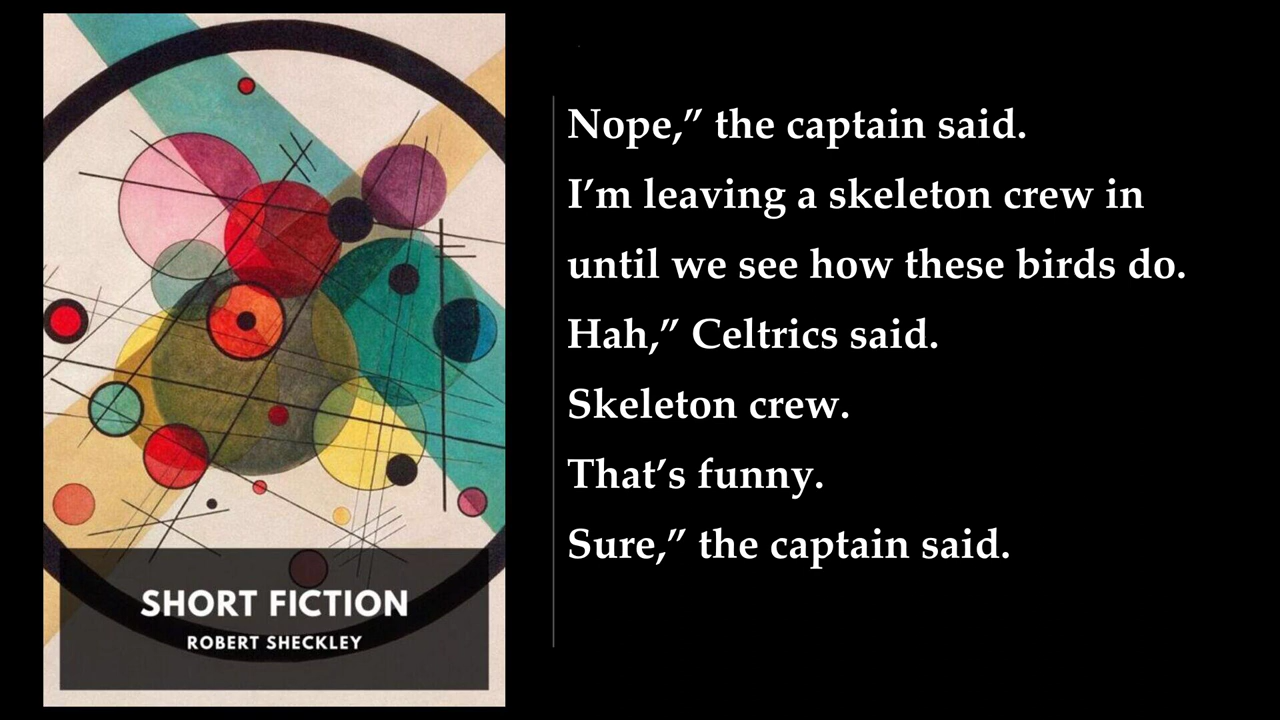 SHORT FICTION
ROBERT SHECKLEY
Nope,” the captain said.
I’m leaving a skeleton crew in
until we see how these birds do.
Hah,” Celtrics said.
Skeleton crew.
That’s funny.
Sure,” the captain said.